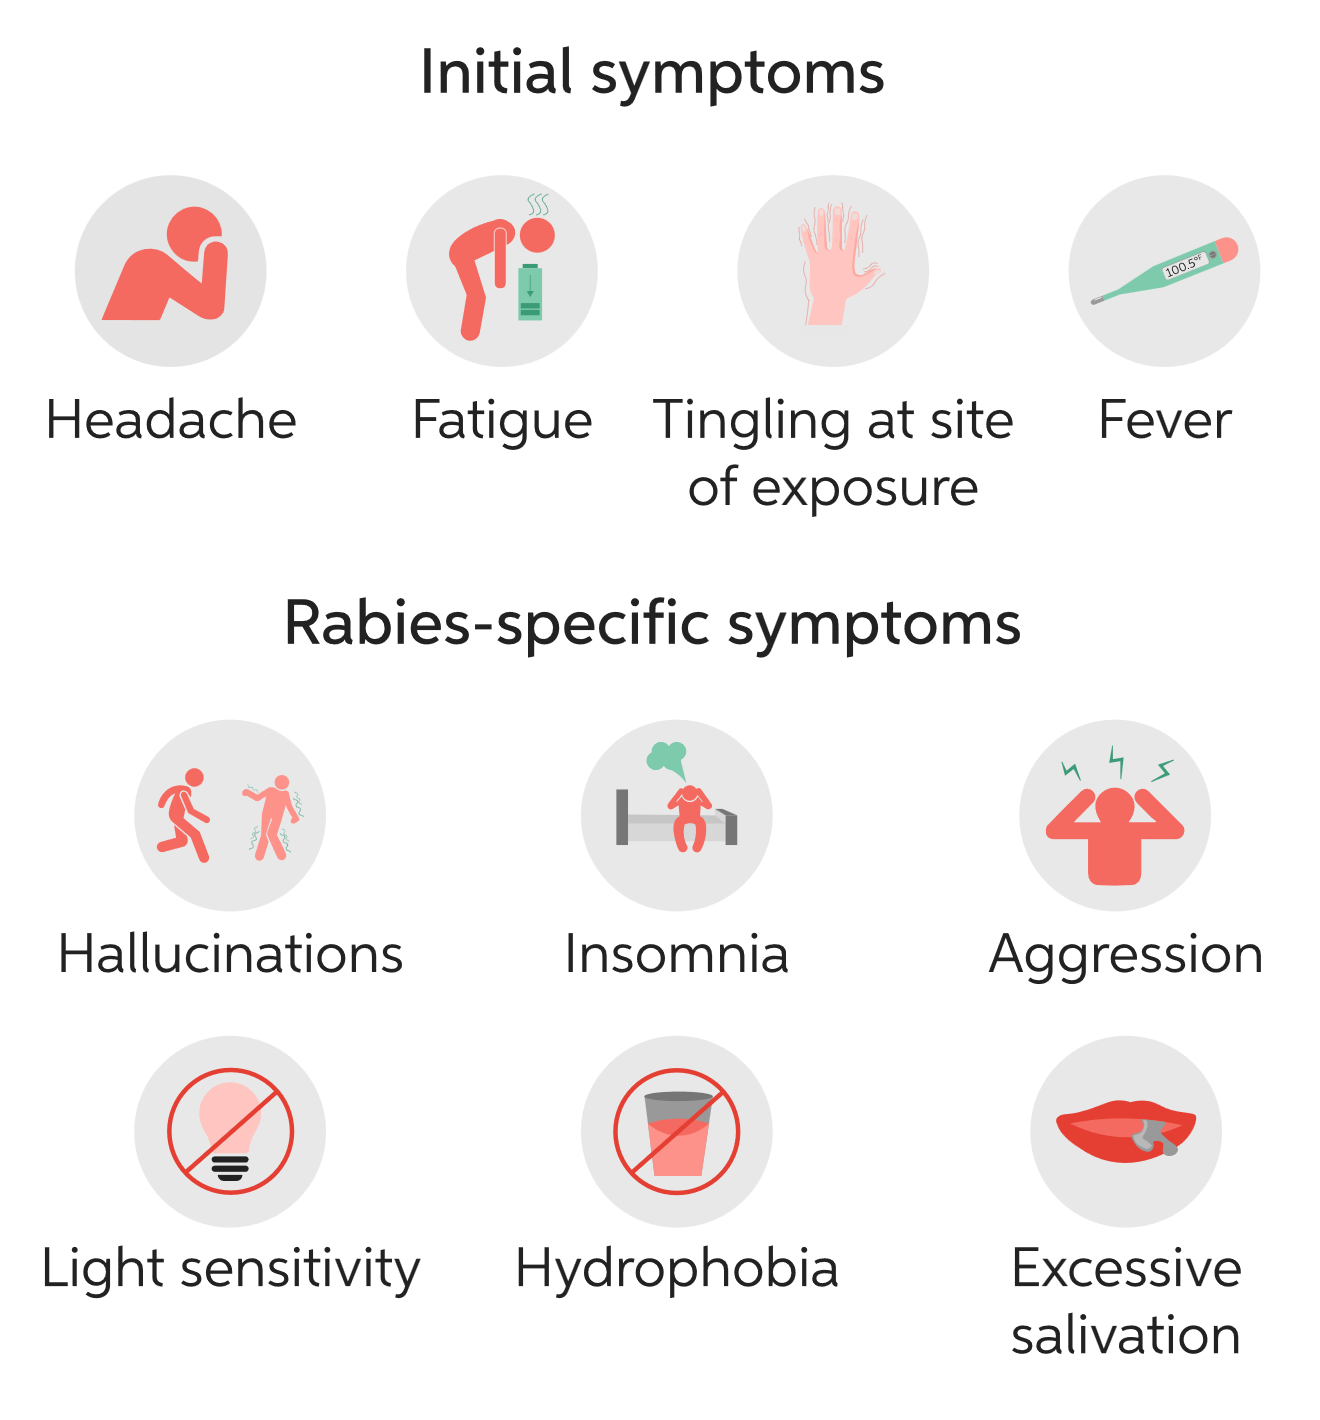 Initial symptoms
100.5°F
Headache
Fatigue
Tingling at site
of exposure
Fever
Rabies-specific symptoms
Hallucinations
Insomnia
Aggression
Light sensitivity
Hydrophobia
Excessive
salivation